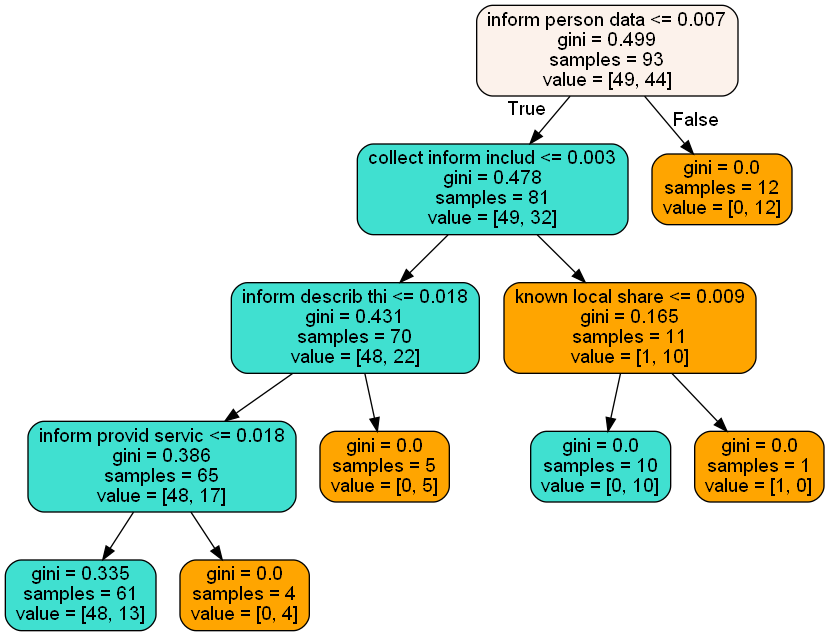 inform person data <= 0.007
gini = 0.499
samples = 93
value = [49, 44]
True
False
collect inform includ <= 0.003
gini = 0.478
samples = 81
value = [49, 32]
gini = 0.0
samples = 12
value = [0, 12]
inform describ thi <= 0.018
gini = 0.431
samples = 70
value = [48, 22]
known local share <= 0.009
gini = 0.165
samples = 11
value = [1, 10]
inform provid servic <= 0.018
gini = 0.386
samples = 65
value = [48, 17]
gini = 0.0
samples = 5
value = [0, 5]
gini = 0.0
samples = 10
value = [0, 10]
gini = 0.0
samples = 1
value = [1, 0]
gini = 0.335
samples = 61
value = [48, 13]
gini = 0.0
samples = 4
value = [0, 4]